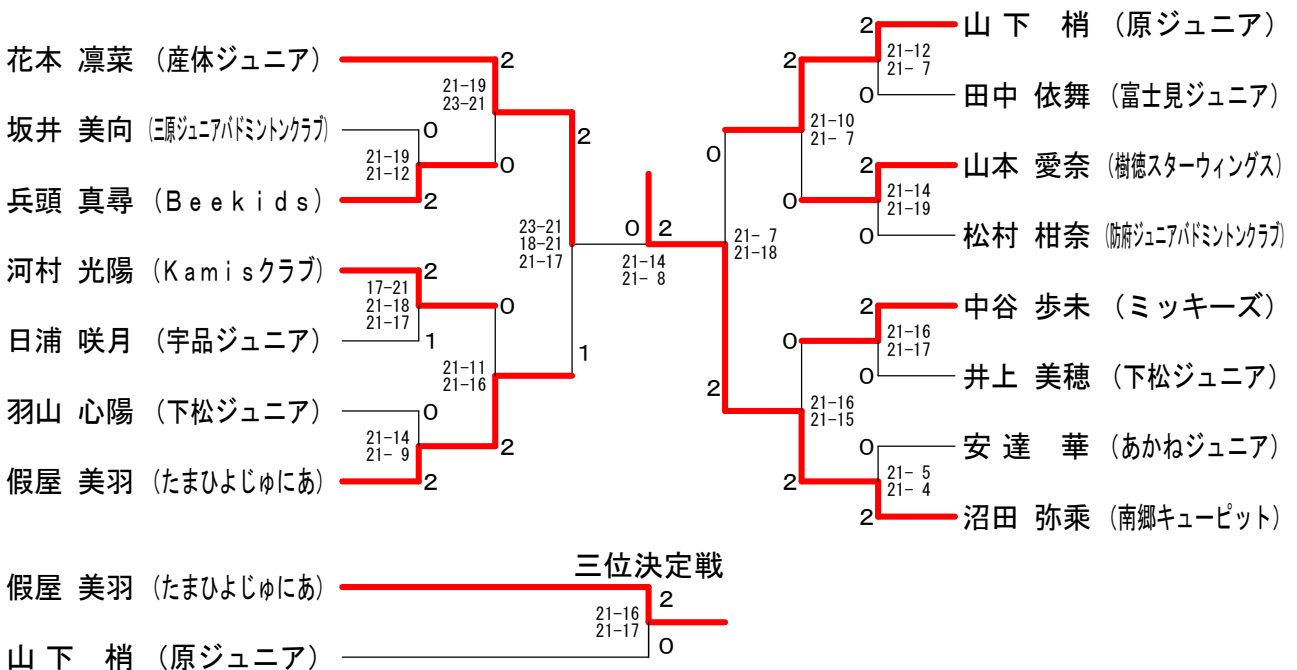 花本 凛菜 (産体ジュニア)
2
21-19
23-21
坂井 美向 (三原ジュニアバドミントンクラブ)
0
21-19
21-12
0
兵頭 真尋 (Beekids)
2
2
23-21
18-21
21-17
河村 光陽 (Kamisクラブ)
2
17-21
21-18
21-17
0
日浦 咲月 (宇品ジュニア)
1
21-11
21-16
1
羽山 心陽 (下松ジュニア)
0
21-14
21- 9
2
假屋 美羽 (たまひよじゅにあ)
2
0 2
21-14
21- 8
2 山下 梢 (原ジュニア)
21-12
21- 7
2
0 田中 依舞 (富士見ジュニア)
21-10
21- 7
0
2 山本 愛奈 (樹徳スターウィングス)
21-14
21-19
0
0 松村 柑奈 (防府ジュニアバドミントンクラブ)
21- 7
21-18
2 中谷 歩未 (ミッキーズ)
21-16
21-17
0
0 井上 美穂 (下松ジュニア)
2
21-16
21-15
0 安達 華 (あかねジュニア)
21- 5
21- 4
2
2 沼田 弥乗 (南郷キューピット)
三位決定戦
假屋 美羽 (たまひよじゅにあ)
2
21-16
21-17
0
山下 梢 (原ジュニア)